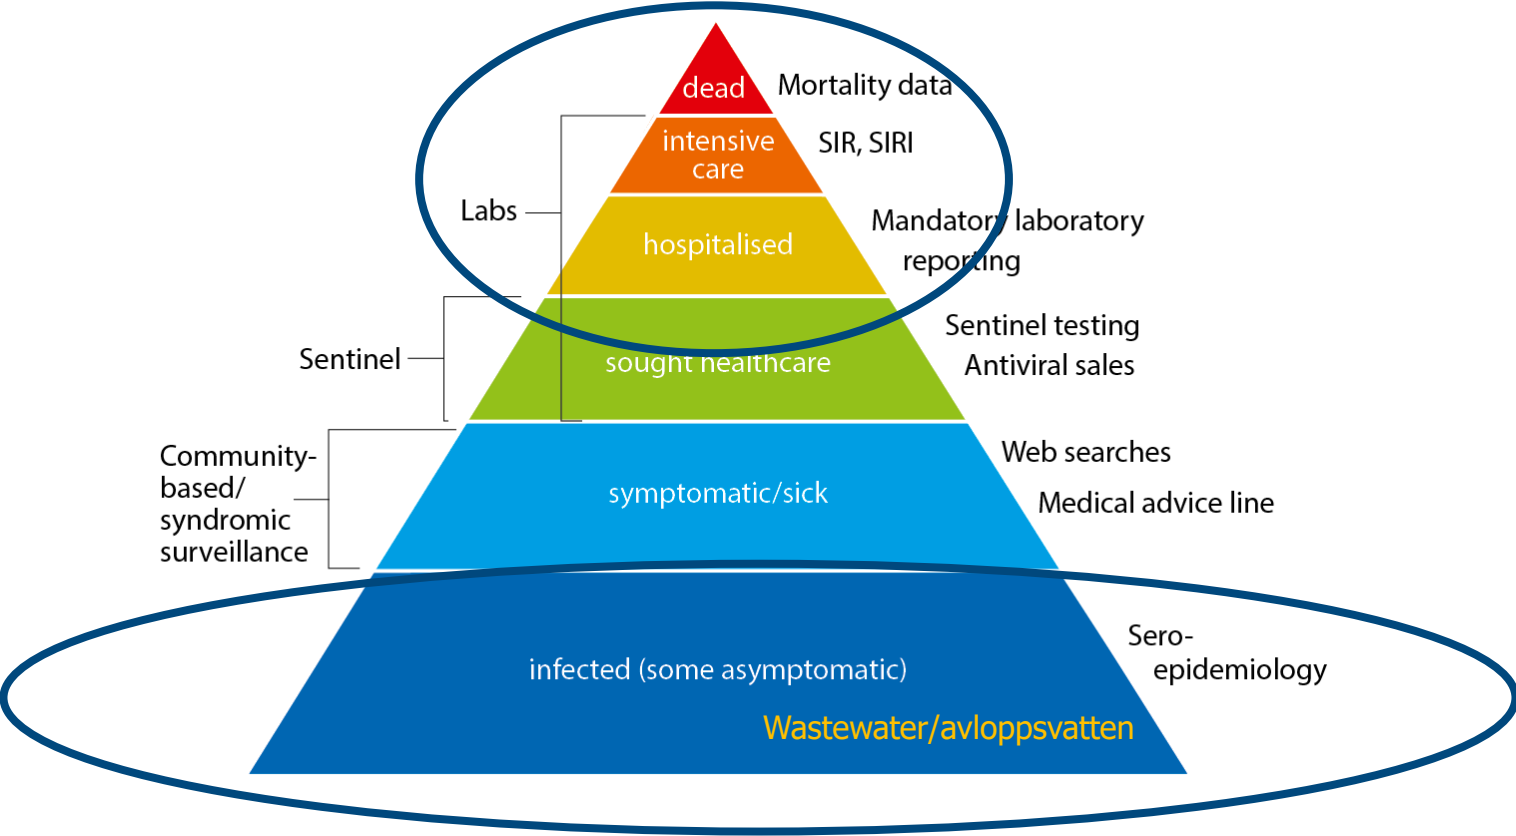 dead
Mortality data
intensive
care
SIR, SIRI
Labs
hospitalised
Mandatory laboratory
reporting
Sentinel
sought healthcare
Sentinel testing
Antiviral sales
Community-
based/
syndromic
surveillance
symptomatic/sick
Web searches
Medical advice line
infected (some asymptomatic)
Sero-
epidemiology
Wastewater/avloppsvatten